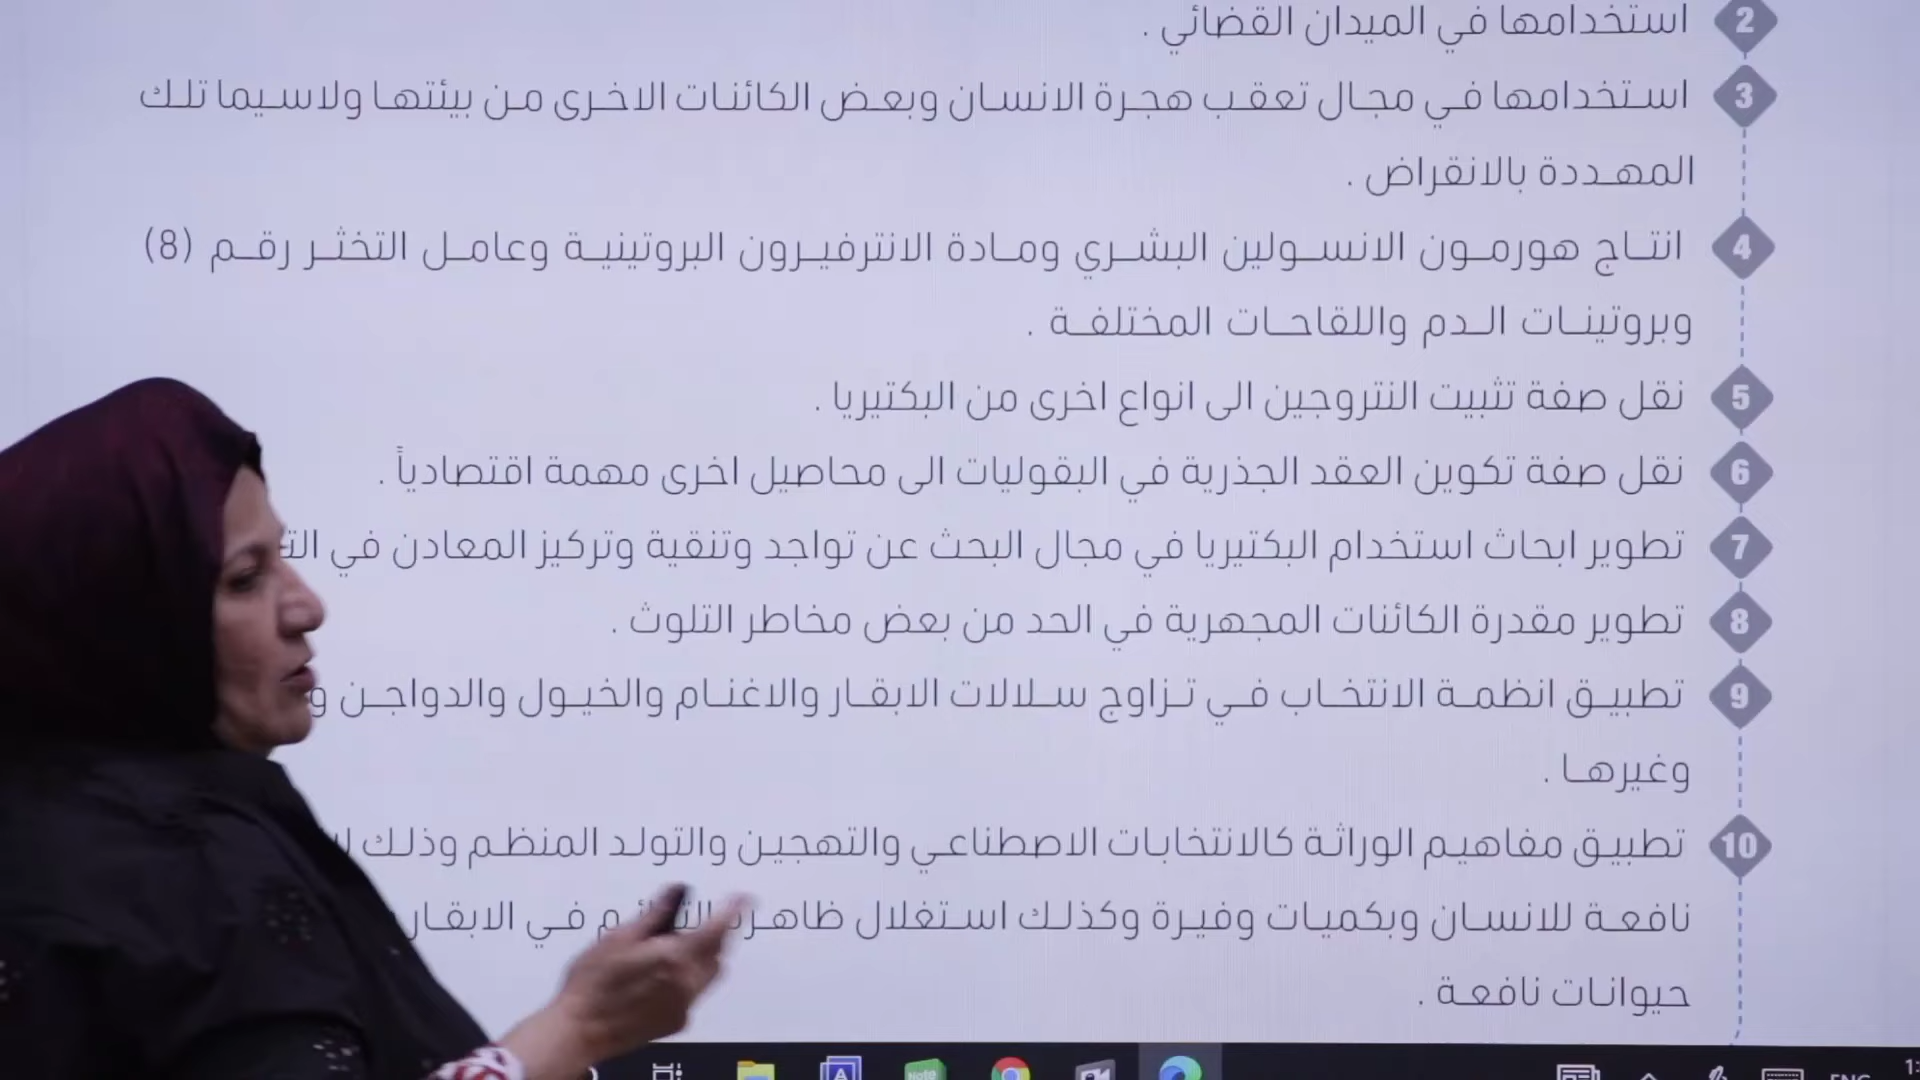 2 استخدامها في الميدان القضائي .
3 استخدامها في مجال تعقب هجرة الانسان وبعض الكائنات الاخرى من بيئتها ولاسيما تلك
المهددة بالانقراض .
4 انتاج هورمون الانسولين البشري ومادة الانترفيرون البروتينية وعامل التخثر رقم (8)
وبروتينات الدم واللقاحات المختلفة .
5 نقل صفة تثبيت النتروجين الى انواع اخرى من البكتيريا .
6 نقل صفة تكوين العقد الجذرية في البقوليات الى محاصيل اخرى مهمة اقتصادياً .
7 تطوير ابحاث استخدام البكتيريا في مجال البحث عن تواجد وتنقية وتركيز المعادن في
8 تطوير مقدرة الكائنات المجهرية في الحد من بعض مخاطر التلوث .
9 تطبيق انظمة الانتخاب في تزاوج سلالات الابقار والاغنام والخيول والدواجن و
وغيرها .
10 تطبيق مفاهيم الوراثة كالانتخابات الاصطناعي والتهجين والتولد المنظم وذلك
نافعة للانسان وبكميات وفيرة وكذلك استغلال ظاهرة في الابقار
حيوانات نافعة .
ENG